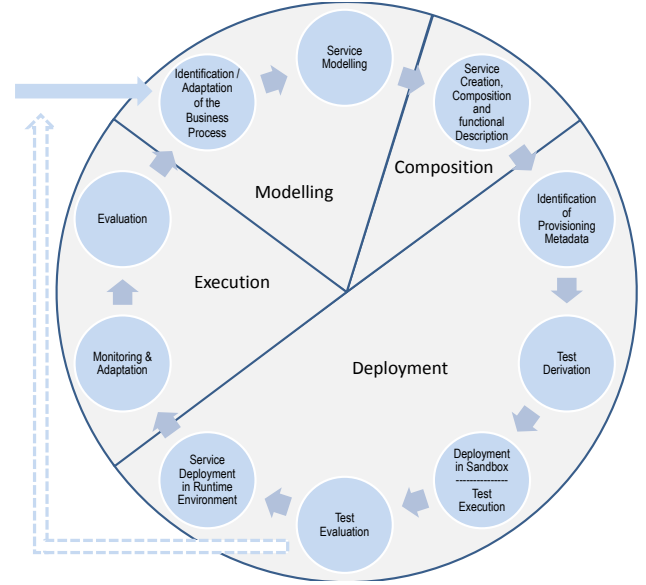 Service
Modelling
Identification /
Adaptation
of the
Business
Process
Service
Creation,
Composition
and
functional
Description
Composition
Modelling
Identification
of
Provisioning
Metadata
Evaluation
Execution
Deployment
Monitoring &
Adaptation
Test
Derivation
Deployment
in Sandbox
---------------
Test
Execution
Service
Deployment
in Runtime
Environment
Test
Evaluation